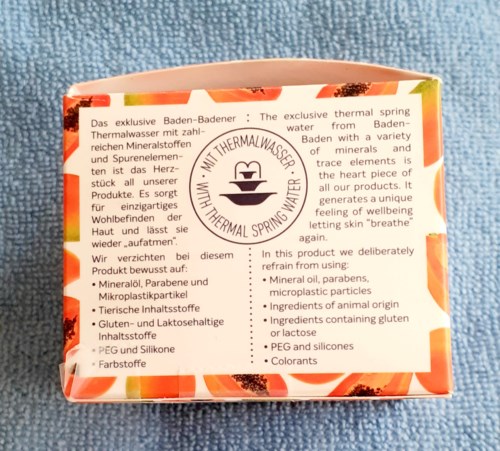 Das exklusive Baden-Badener
Thermalwasser mit zahl-
reichen Mineralstoffen
und Spurenelemen-
ten ist das Herz-
stück all unserer
Produkte. Es sorgt
für einzigartiges
Wohlbefinden der
Haut und lässt sie
wieder „aufatmen“.
Wir verzichten bei diesem
Produkt bewusst auf:
• Mineralöl, Parabene und
Mikroplastikpartikel
• Tierische Inhaltsstoffe
• Gluten- und Laktosehaltige
Inhaltsstoffe
• PEG und Silikone
• Farbstoffe
• MIT THERMALWASSER •
WITH THERMAL SPRING WATER
The exclusive thermal spring
water from Baden-
Baden with a variety
of minerals and
trace elements is
the heart piece of
all our products. It
generates a unique
feeling of wellbeing
letting skin "breathe"
again.
In this product we deliberately
refrain from using:
• Mineral oil, parabens,
microplastic particles
• Ingredients of animal origin
• Ingredients containing gluten
or lactose
• PEG and silicones
• Colorants